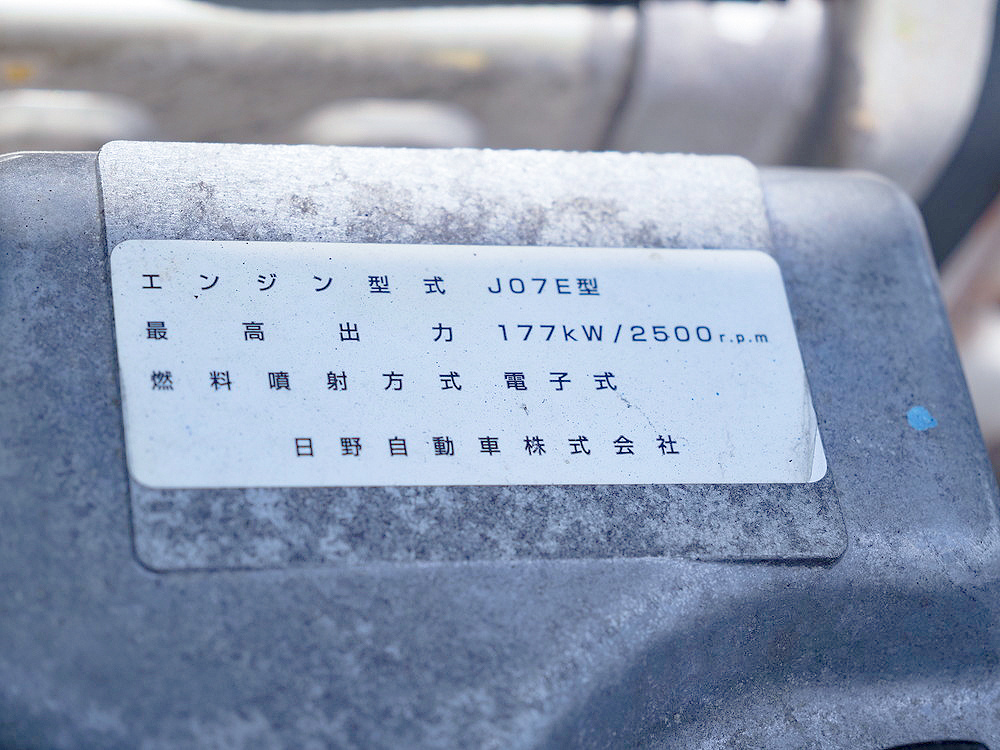 エンジン型式 J07E型
最高出力 177kW/2500r.p.m
燃料噴射方式 電子式
日野自動車株式会社